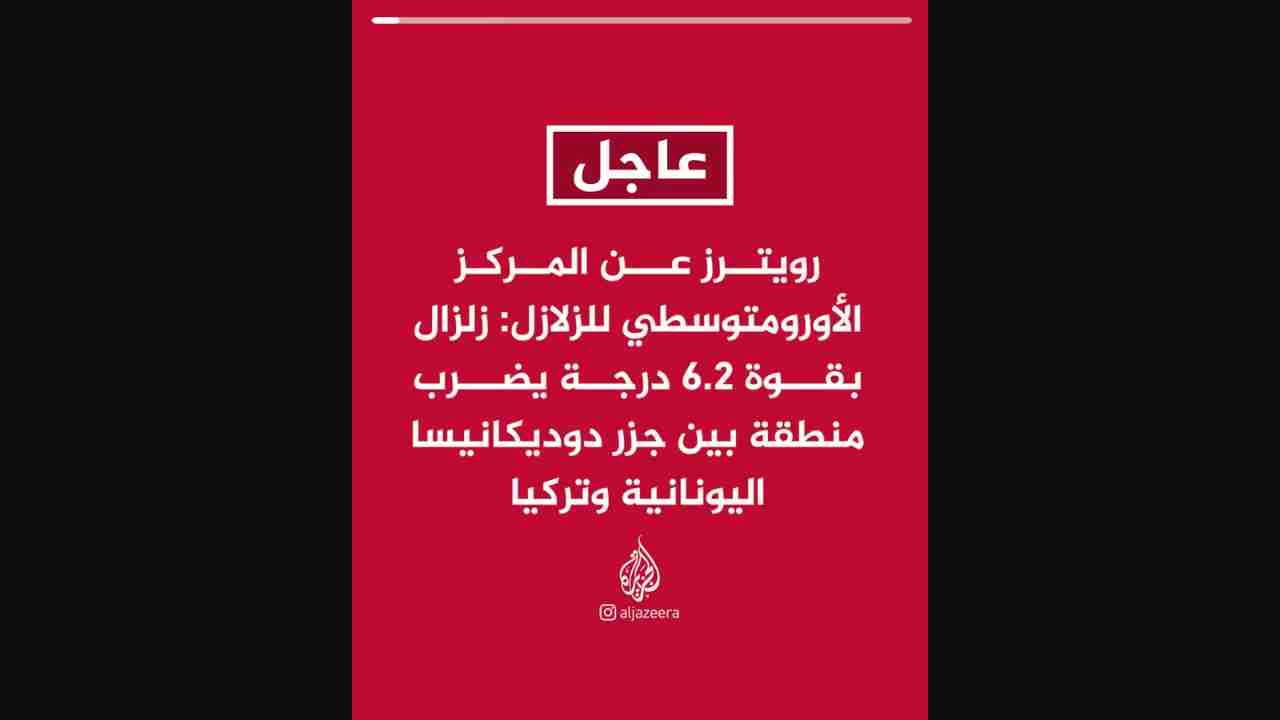 عاجل
رويترز عن المركز
الأورومتوسطي للزلازل: زلزال
بقوة 6.2 درجة يضرب
منطقة بين جزر دوديكانيسا
اليونانية وتركيا
الجزيرة
aljazeera